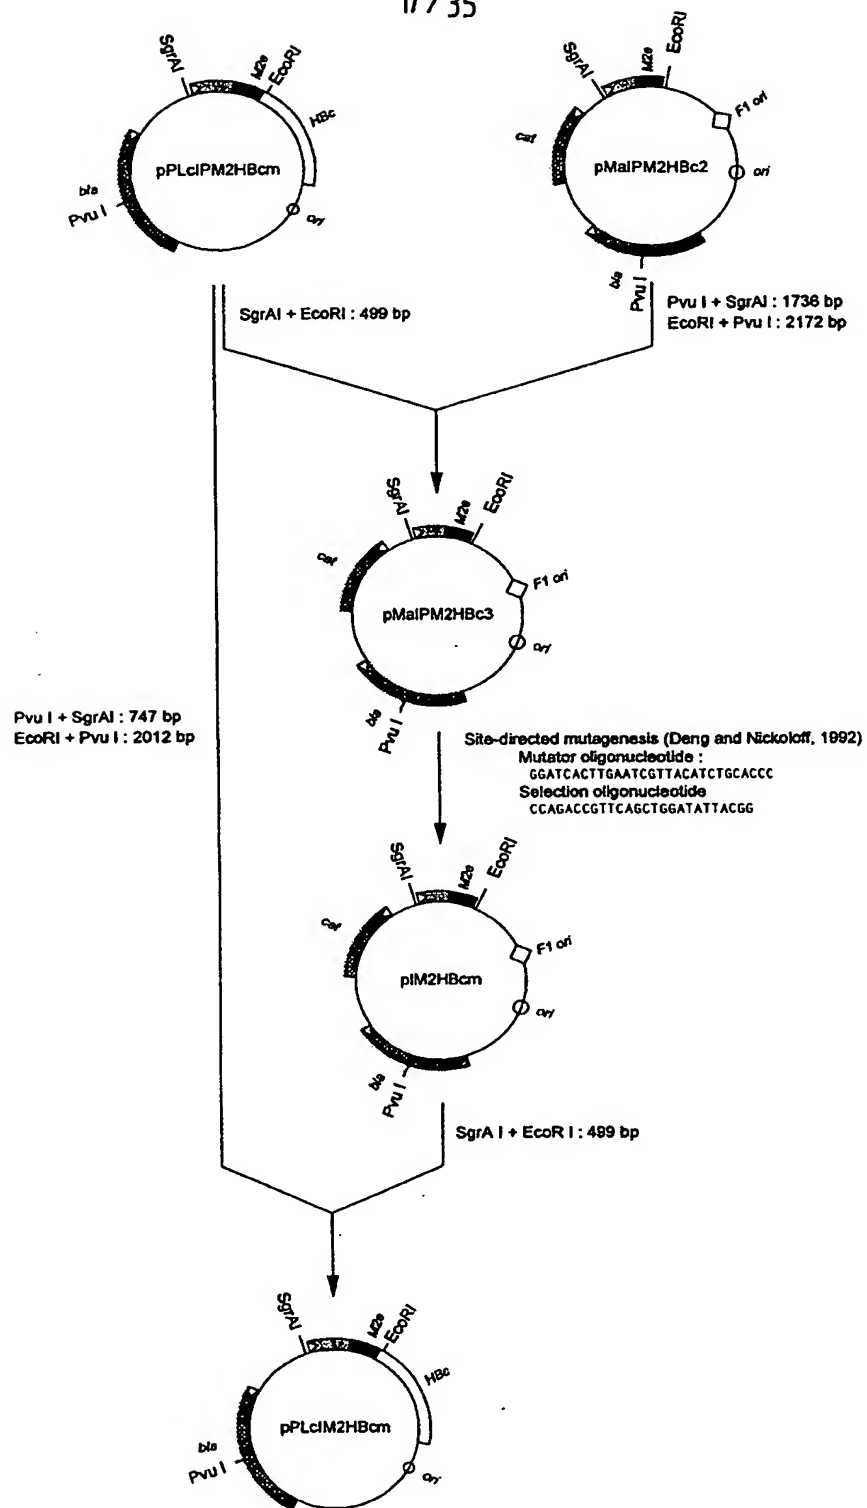 17/35
SgrAI
M2e
EcoRI
HBc
pPLcIPM2HBcm
bla
Pvu I
ori
SgrAI
M2e
EcoRI
F1 ori
cat
pMalPM2HBc2
ori
bla
Pvu I
SgrAI + EcoRI : 499 bp
Pvu I + SgrAI : 1736 bp
EcoRI + Pvu I : 2172 bp
SgrAI
M2e
EcoRI
cat
F1 ori
pMalPM2HBc3
ori
bla
Pvu I
Pvu I + SgrAI : 747 bp
EcoRI + Pvu I : 2012 bp
Site-directed mutagenesis (Deng and Nickoloff, 1992)
Mutator oligonucleotide :
GGATCACTTGAATCGTTACATCTGCACCC
Selection oligonucleotide
CCAGACCGTTCAGCTGGATATTACGG
SgrAI
M2e
EcoRI
cat
F1 ori
pIM2HBcm
ori
bla
Pvu I
SgrA I + EcoR I : 499 bp
SgrAI
M2e
EcoRI
HBc
pPLcIM2HBcm
bla
Pvu I
ori